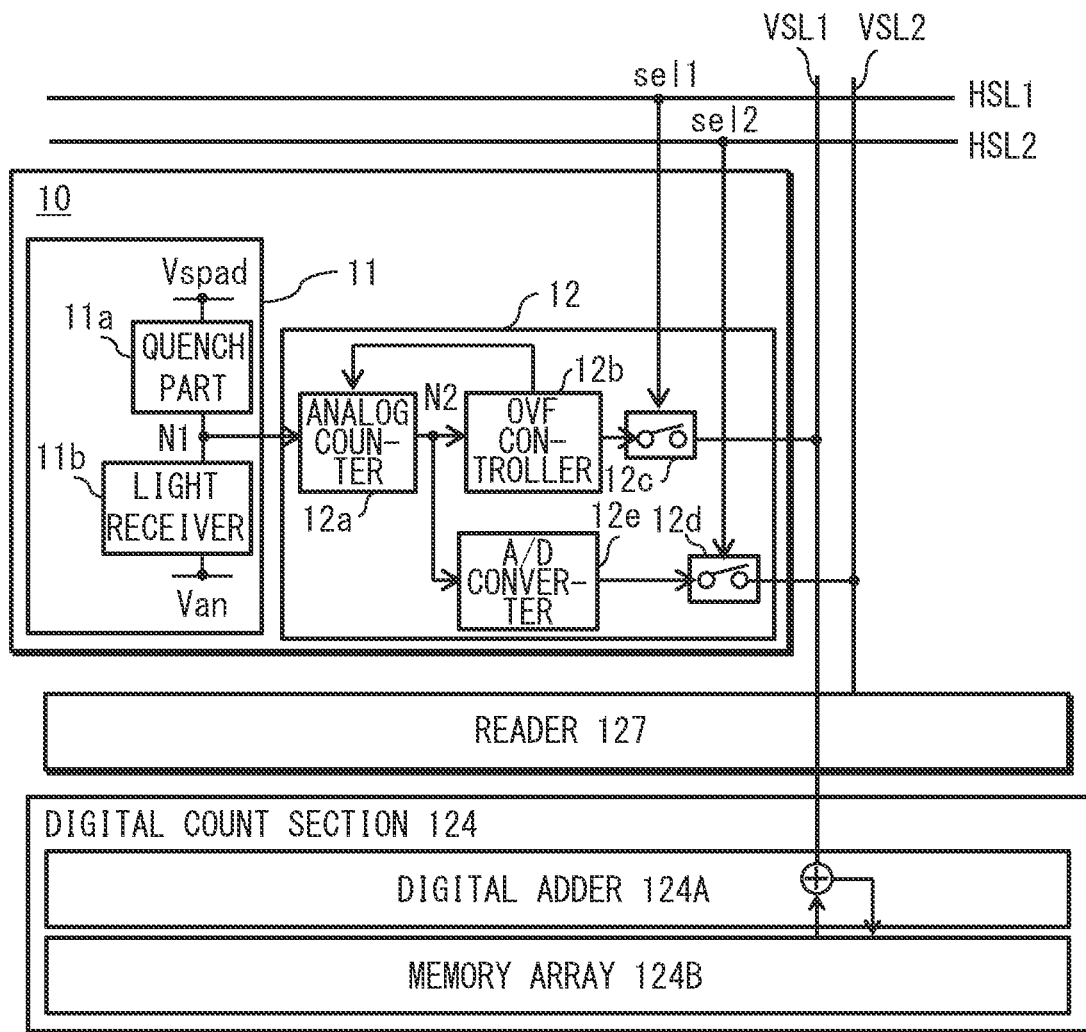 VSL1 VSL2
sel1
HSL1
sel2
HSL2
10
Vspad
11
11a
QUENCH
PART
12
N1
11b
LIGHT
RECEIVER
Van
ANALOG
COUN-
TER
12a
N2
12b
OVF
CON-
TROLLER
12c
12e
12d
A/D
CONVER-
TER
READER 127
DIGITAL COUNT SECTION 124
DIGITAL ADDER 124A
MEMORY ARRAY 124B